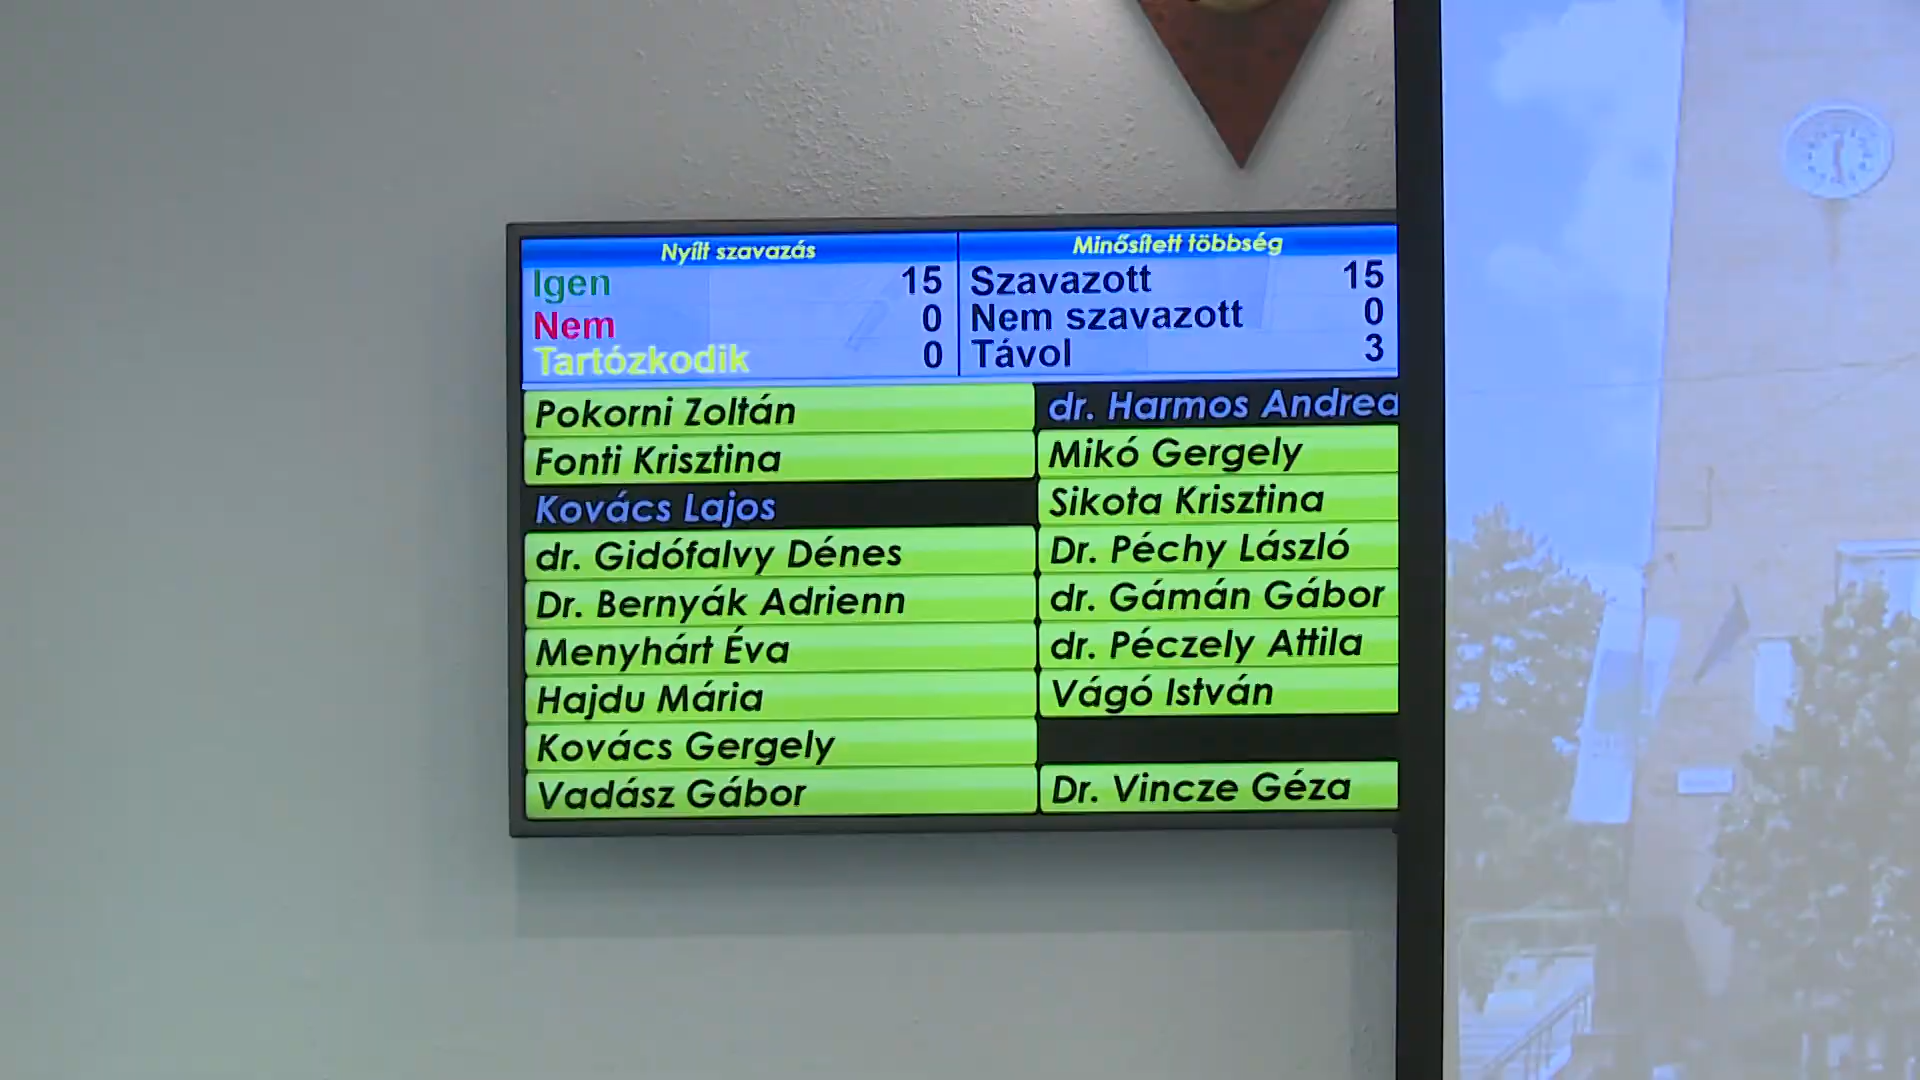 Nyílt szavazás
Igen 15
Nem 0
Tartózkodik 0
Minősített többség
Szavazott 15
Nem szavazott 0
Távol 3
Pokorni Zoltán
Fonti Krisztina
Kovács Lajos
dr. Gidófalvy Dénes
Dr. Bernyák Adrienn
Menyhárt Éva
Hajdu Mária
Kovács Gergely
Vadász Gábor
dr. Harmos Andrea
Mikó Gergely
Sikota Krisztina
Dr. Péchy László
dr. Gámán Gábor
dr. Péczely Attila
Vágó István
Dr. Vincze Géza